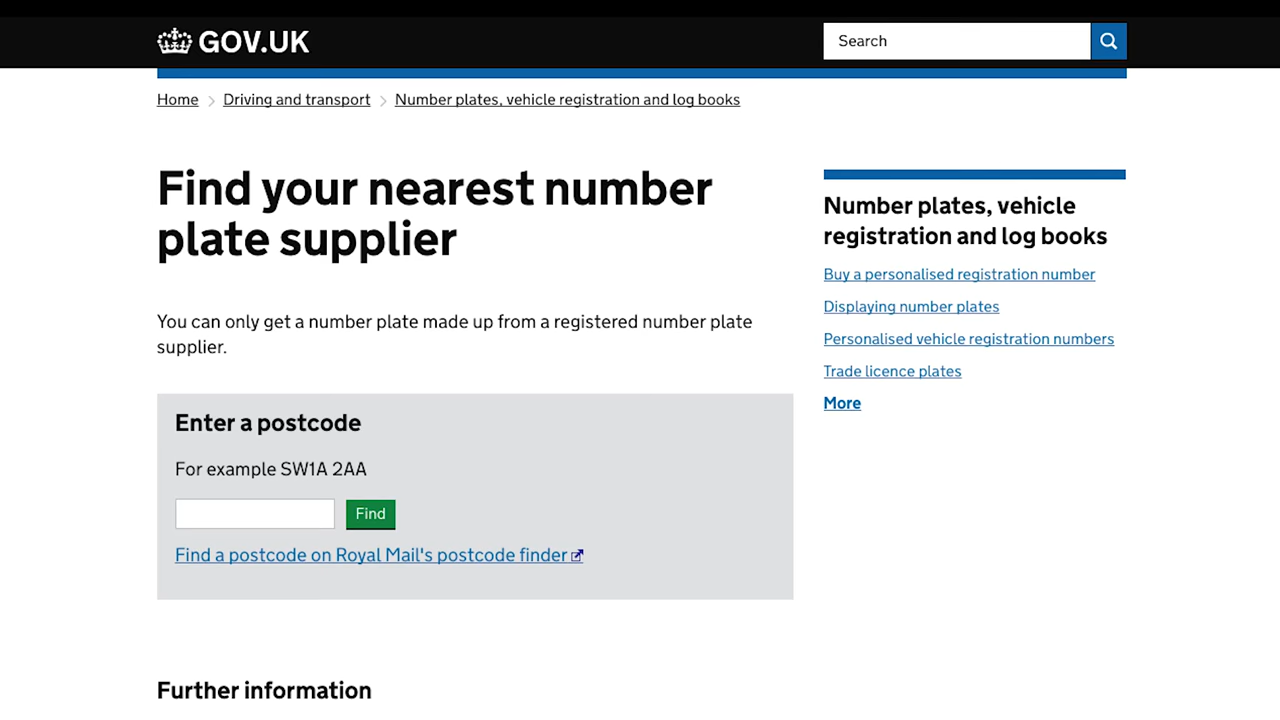 GOV.UK
Search
Home
Driving and transport
Number plates, vehicle registration and log books
Find your nearest number
plate supplier
You can only get a number plate made up from a registered number plate
supplier.
Enter a postcode
For example SW1A 2AA
Find
Find a postcode on Royal Mail's postcode finder
Further information
Number plates, vehicle
registration and log books
Buy a personalised registration number
Displaying number plates
Personalised vehicle registration numbers
Trade licence plates
More